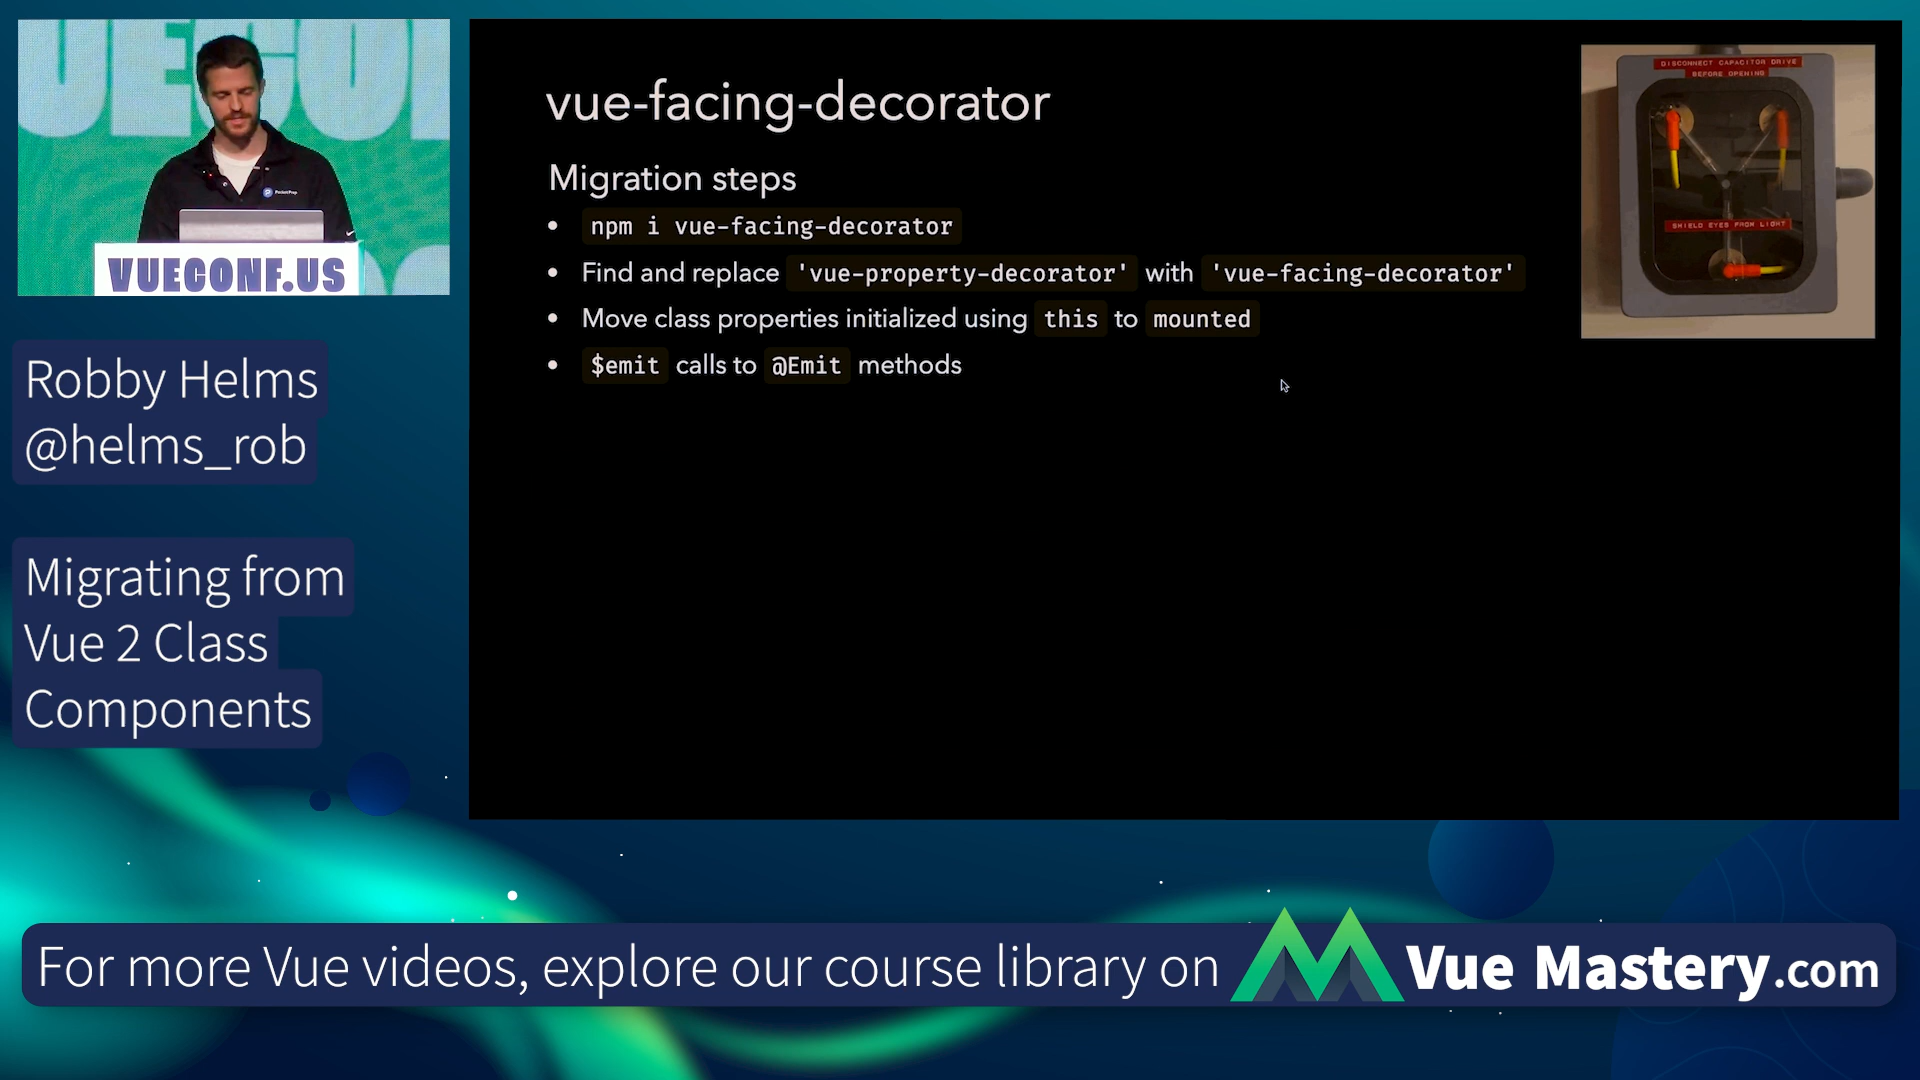 UECO
PocketPrep
VUECONF.US
Robby Helms
@helms_rob
Migrating from
Vue 2 Class
Components
vue-facing-decorator
Migration steps
• npm i vue-facing-decorator
• Find and replace 'vue-property-decorator' with 'vue-facing-decorator'
• Move class properties initialized using this to mounted
• $emit calls to @Emit methods
DISCONNECT CAPACITOR DRIVE
BEFORE OPENING
SHIELD EYES FROM LIGHT
For more Vue videos, explore our course library on Vue Mastery.com